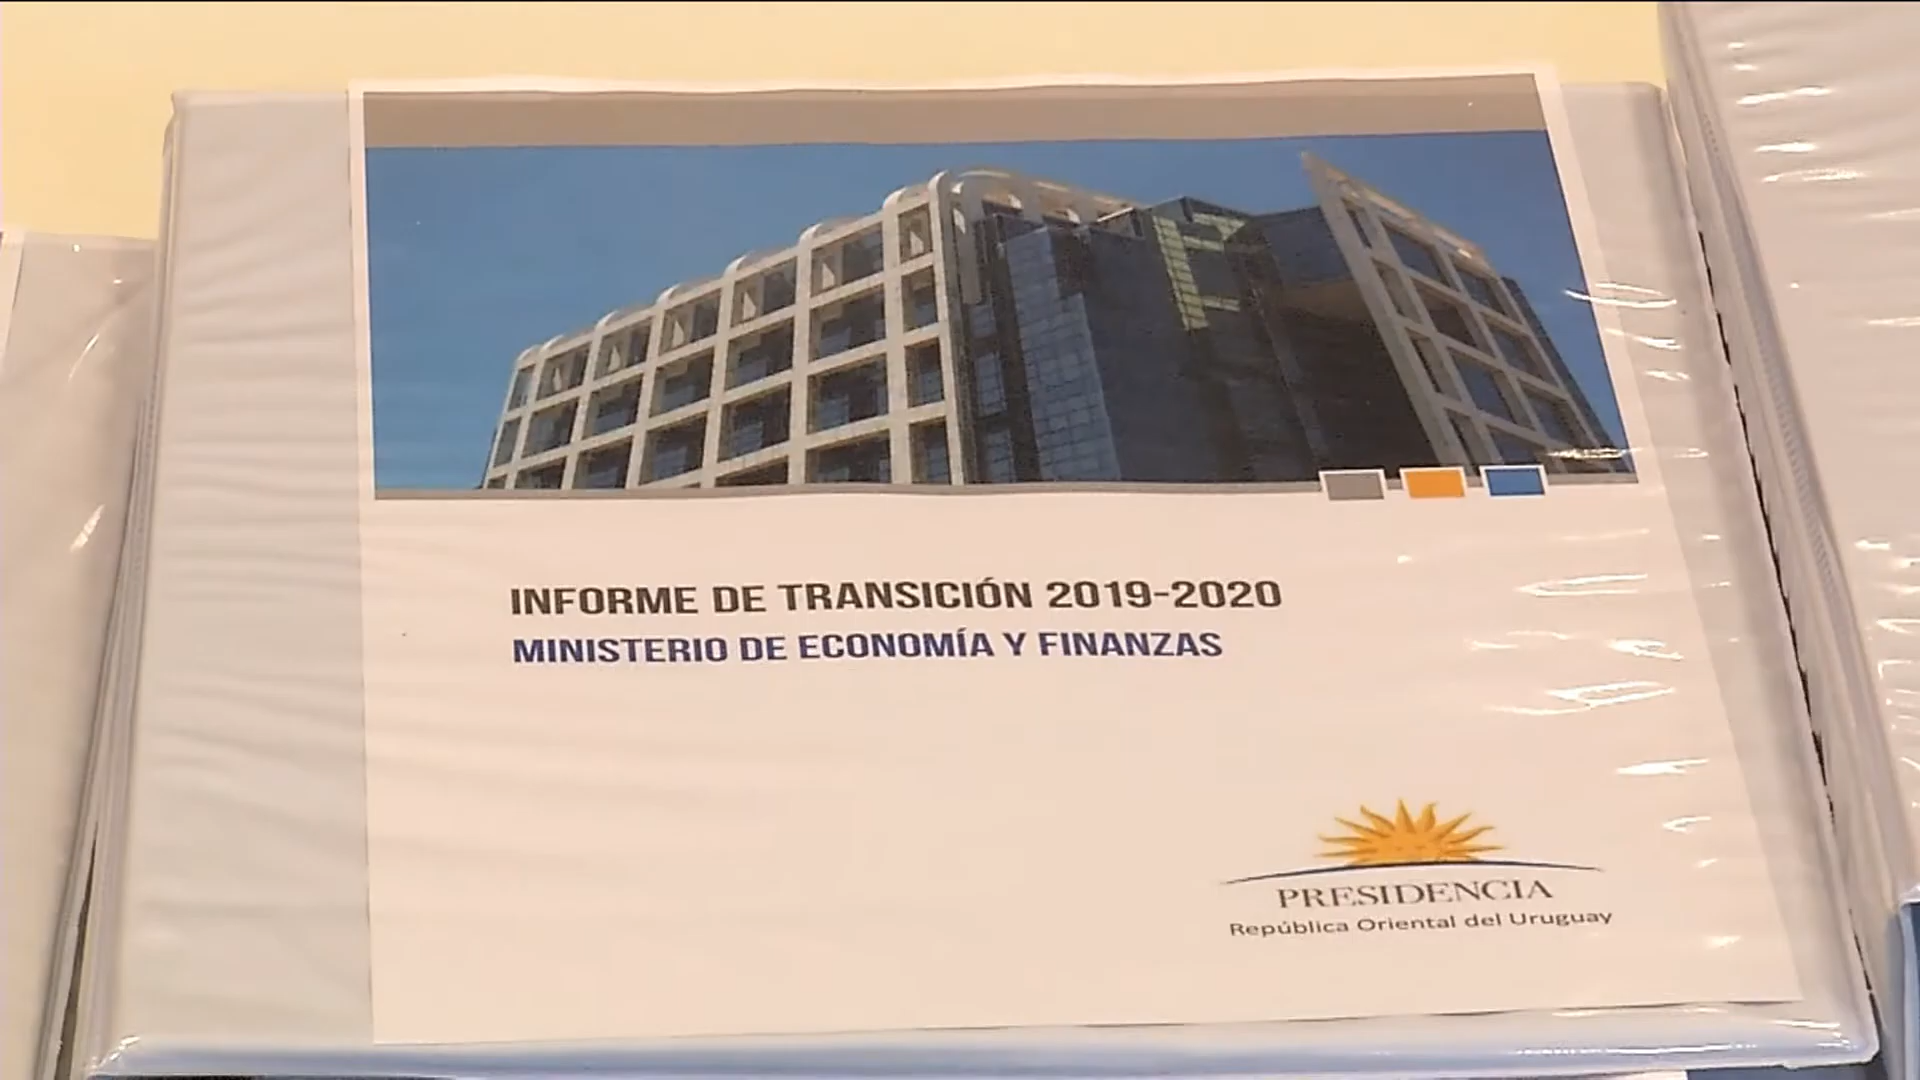 INFORME DE TRANSICIÓN 2019-2020
MINISTERIO DE ECONOMÍA Y FINANZAS
PRESIDENCIA
República Oriental del Uruguay